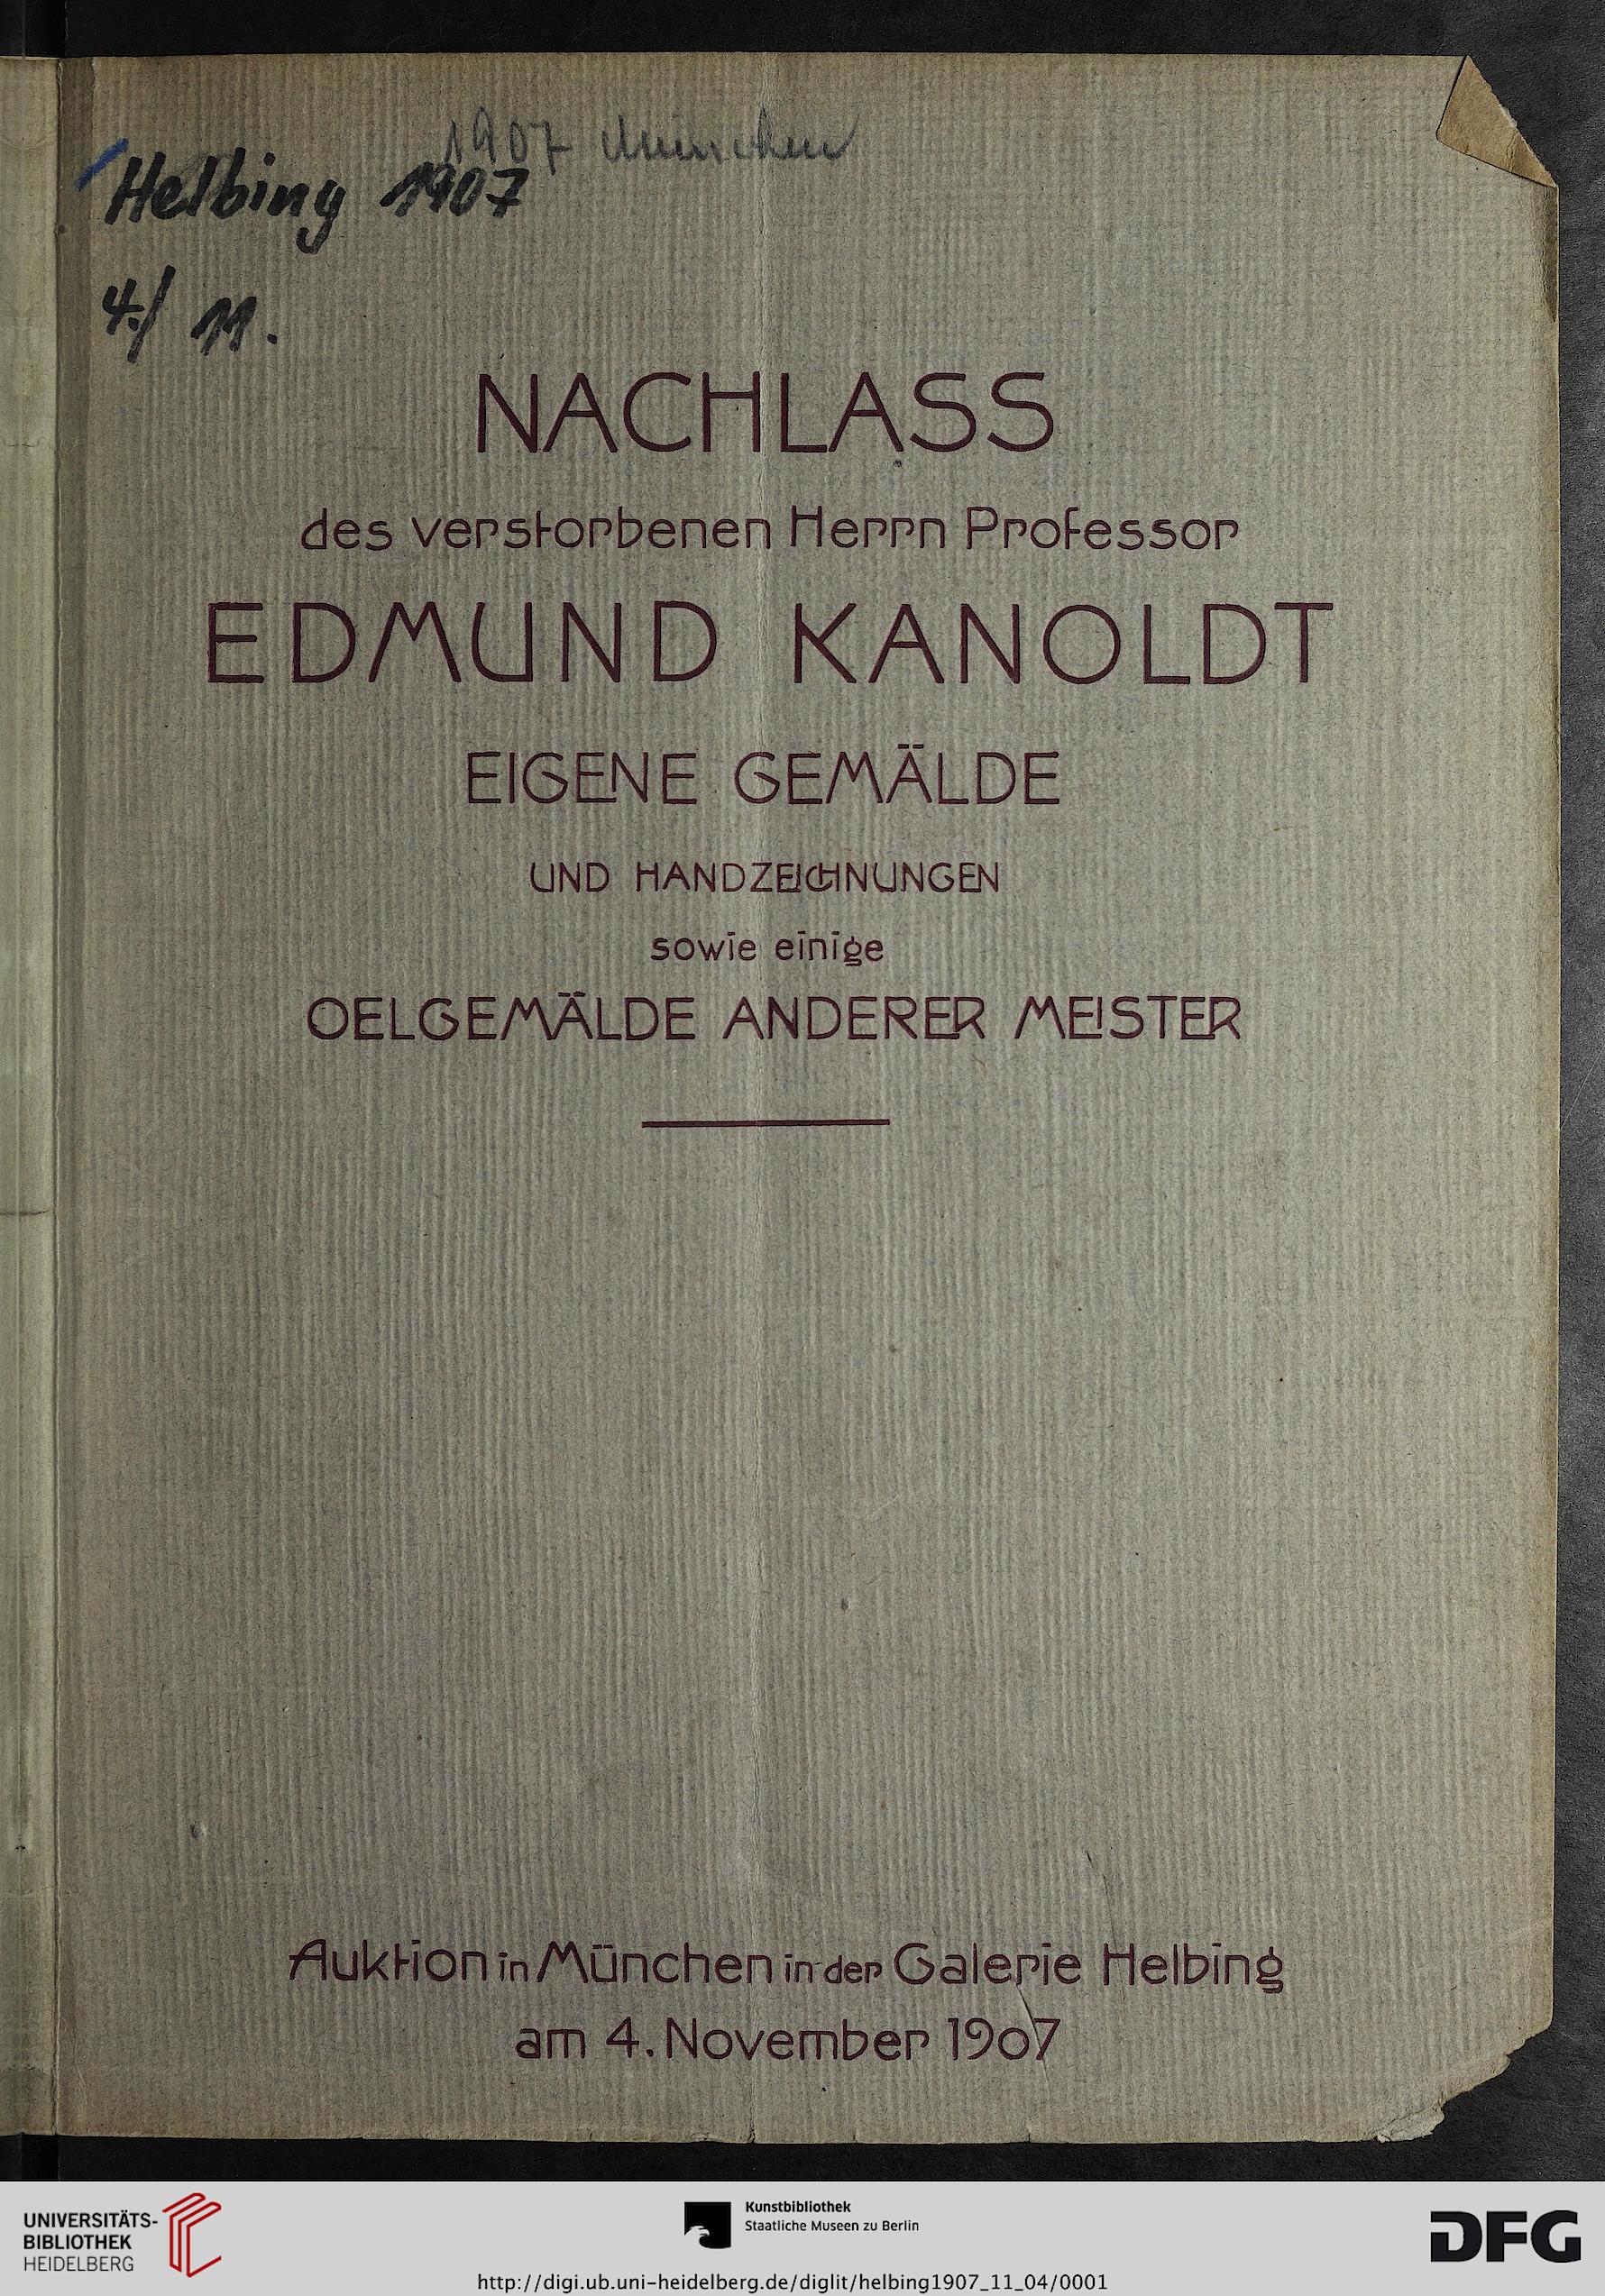 1907 München
Helbing 1907
4./11.
NACHLASS
des verstorbenen Herrn Professor
EDMUND KANOLDT
EIGENE GEMÄLDE
UND HANDZEICHNUNGEN
sowie einige
OELGEMÄLDE ANDERER MEISTER
Auktion in München in der Galerie Helbing
am 4. November 1907
UNIVERSITÄTS-
BIBLIOTHEK
HEIDELBERG
Kunstbibliothek
Staatliche Museen zu Berlin
DFG
http://digi.ub.uni-heidelberg.de/diglit/helbing1907_11_04/0001